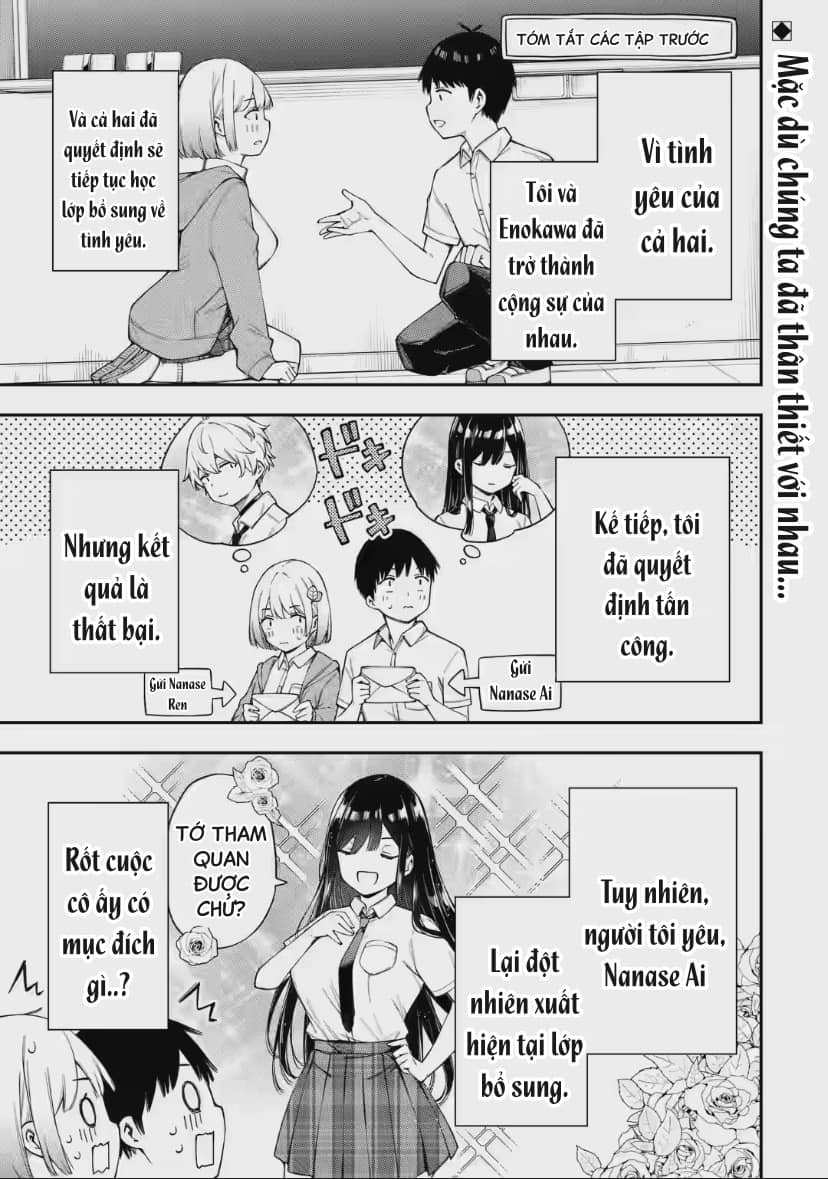 Mặc dù chúng ta đã thân thiết với nhau...
TÓM TẮT CÁC TẬP TRƯỚC
Vì tình
yêu của
cả hai.
Tôi và
Enokawa đã
trở thành
cộng sự của
nhau.
Và cả hai đã
quyết định sẽ
tiếp tục học
lớp bổ sung về
tình yêu.
Kế tiếp, tôi
đã quyết
định tấn
công.
ドキ
ドキ
Gửi
Nanase Ai
Gửi Nanase
Ren
Nhưng kết
quả là
thất bại.
Tuy nhiên,
người tôi yêu,
Nanase Ai
Lại đột
nhiên xuất
hiện tại lớp
bổ sung.
TỚ THAM
QUAN
ĐƯỢC
CHỨ?
Rốt cuộc
cô ấy có
mục đích
gì..?